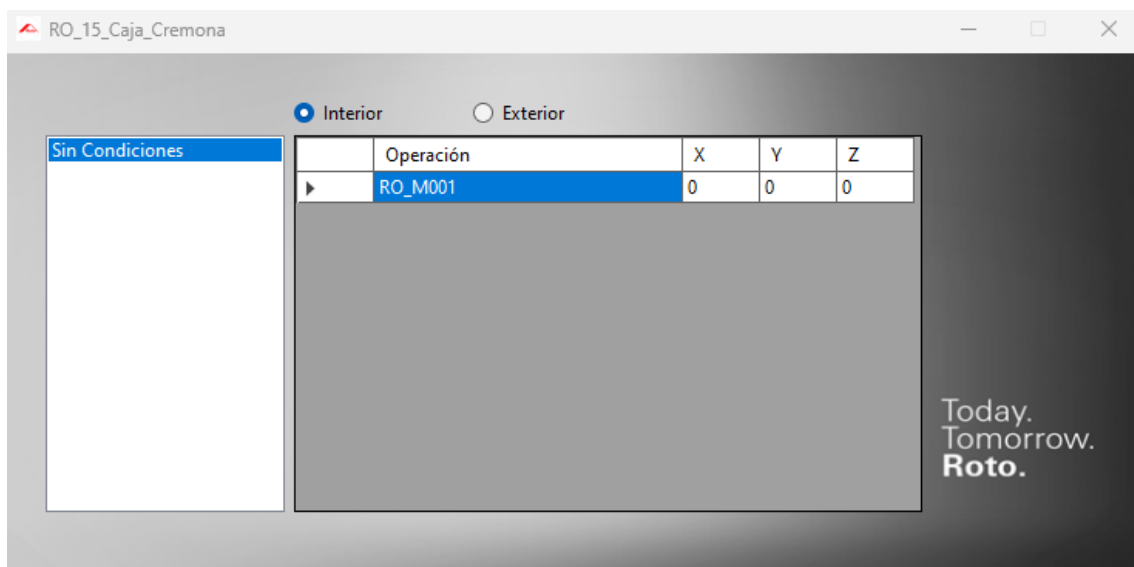 RO_15_Caja_Cremona
Interior Exterior
Sin Condiciones
Operación X Y Z
RO_M001 0 0 0
Today.
Tomorrow.
Roto.